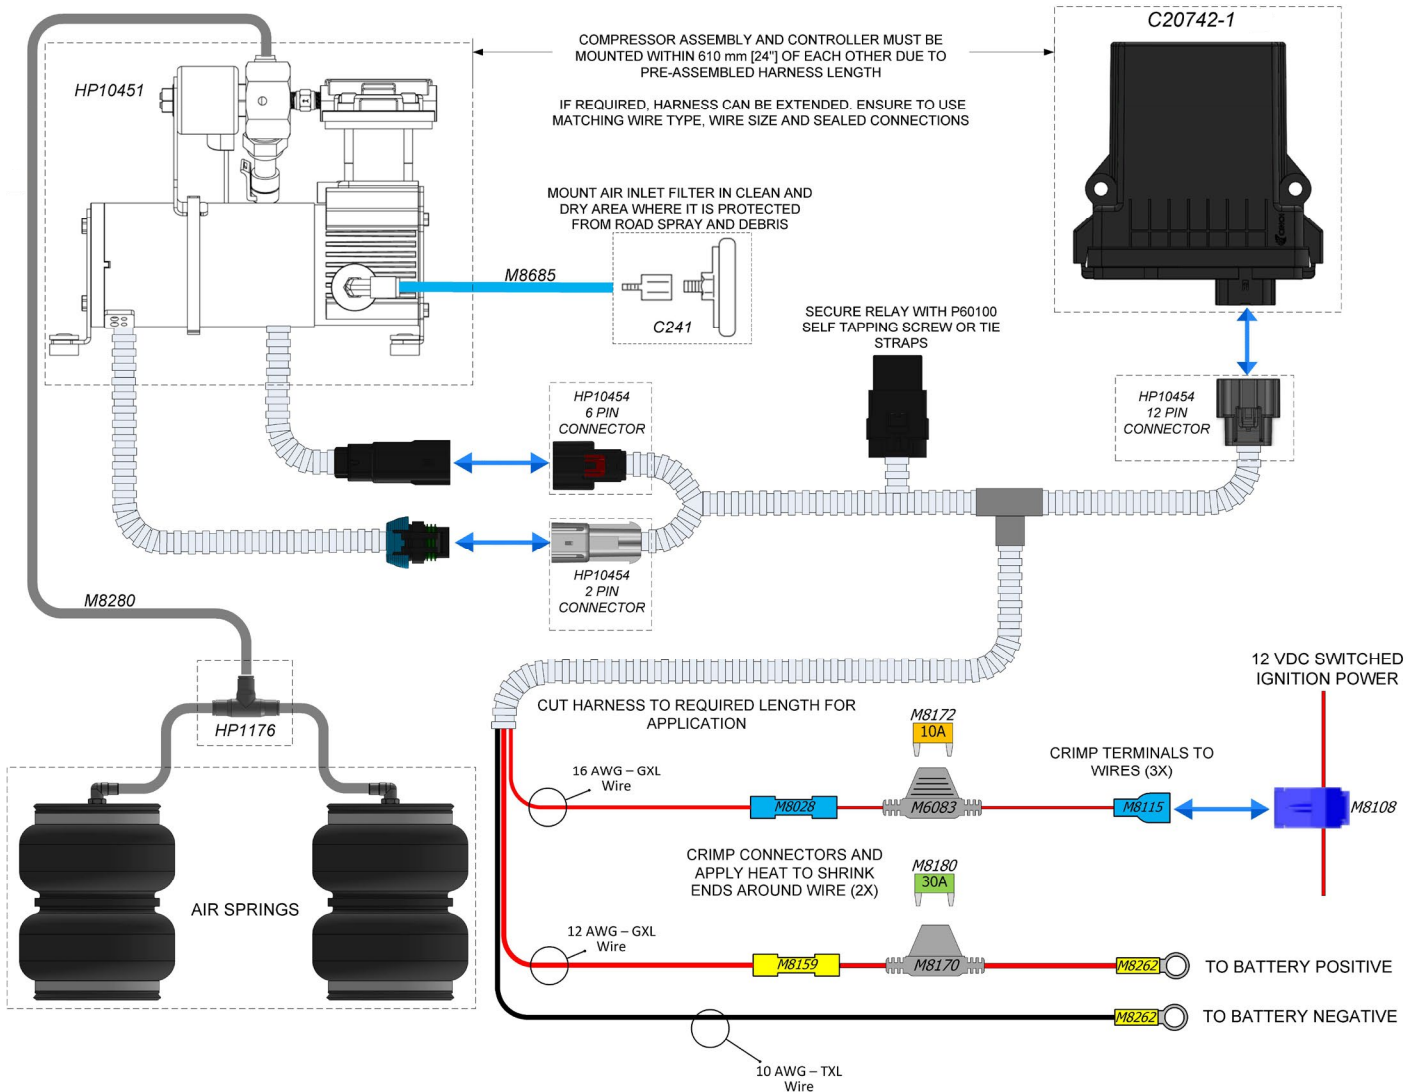 C20742-1
COMPRESSOR ASSEMBLY AND CONTROLLER MUST BE
MOUNTED WITHIN 610 mm [24"] OF EACH OTHER DUE TO
PRE-ASSEMBLED HARNESS LENGTH
HP10451
IF REQUIRED, HARNESS CAN BE EXTENDED. ENSURE TO USE
MATCHING WIRE TYPE, WIRE SIZE AND SEALED CONNECTIONS
MOUNT AIR INLET FILTER IN CLEAN AND
DRY AREA WHERE IT IS PROTECTED
FROM ROAD SPRAY AND DEBRIS
M8685
C241
SECURE RELAY WITH P60100
SELF TAPPING SCREW OR TIE
STRAPS
HP10454
6 PIN
CONNECTOR
HP10454
12 PIN
CONNECTOR
HP10454
2 PIN
CONNECTOR
M8280
HP1176
12 VDC SWITCHED
IGNITION POWER
CUT HARNESS TO REQUIRED LENGTH FOR
APPLICATION
M8172
10A
CRIMP TERMINALS TO
WIRES (3X)
16 AWG – GXL
Wire
M8028
M6083
M8115
M8108
CRIMP CONNECTORS AND
APPLY HEAT TO SHRINK
ENDS AROUND WIRE (2X)
M8180
30A
AIR SPRINGS
12 AWG – GXL
Wire
M8159
M8170
M8262
TO BATTERY POSITIVE
M8262
TO BATTERY NEGATIVE
10 AWG – TXL
Wire